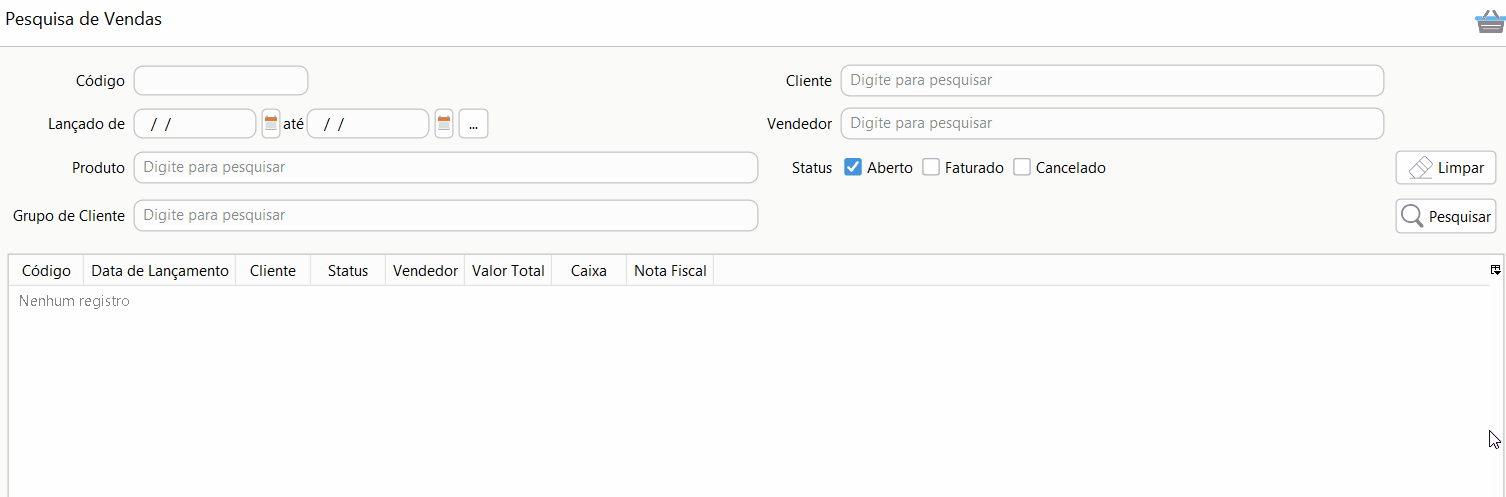 Pesquisa de Vendas
Código
Cliente Digite para pesquisar
Lançado de / / até / / ...
Vendedor Digite para pesquisar
Produto Digite para pesquisar
Status Aberto Faturado Cancelado
Limpar
Grupo de Cliente Digite para pesquisar
Pesquisar
Código Data de Lançamento Cliente Status Vendedor Valor Total Caixa Nota Fiscal
Nenhum registro